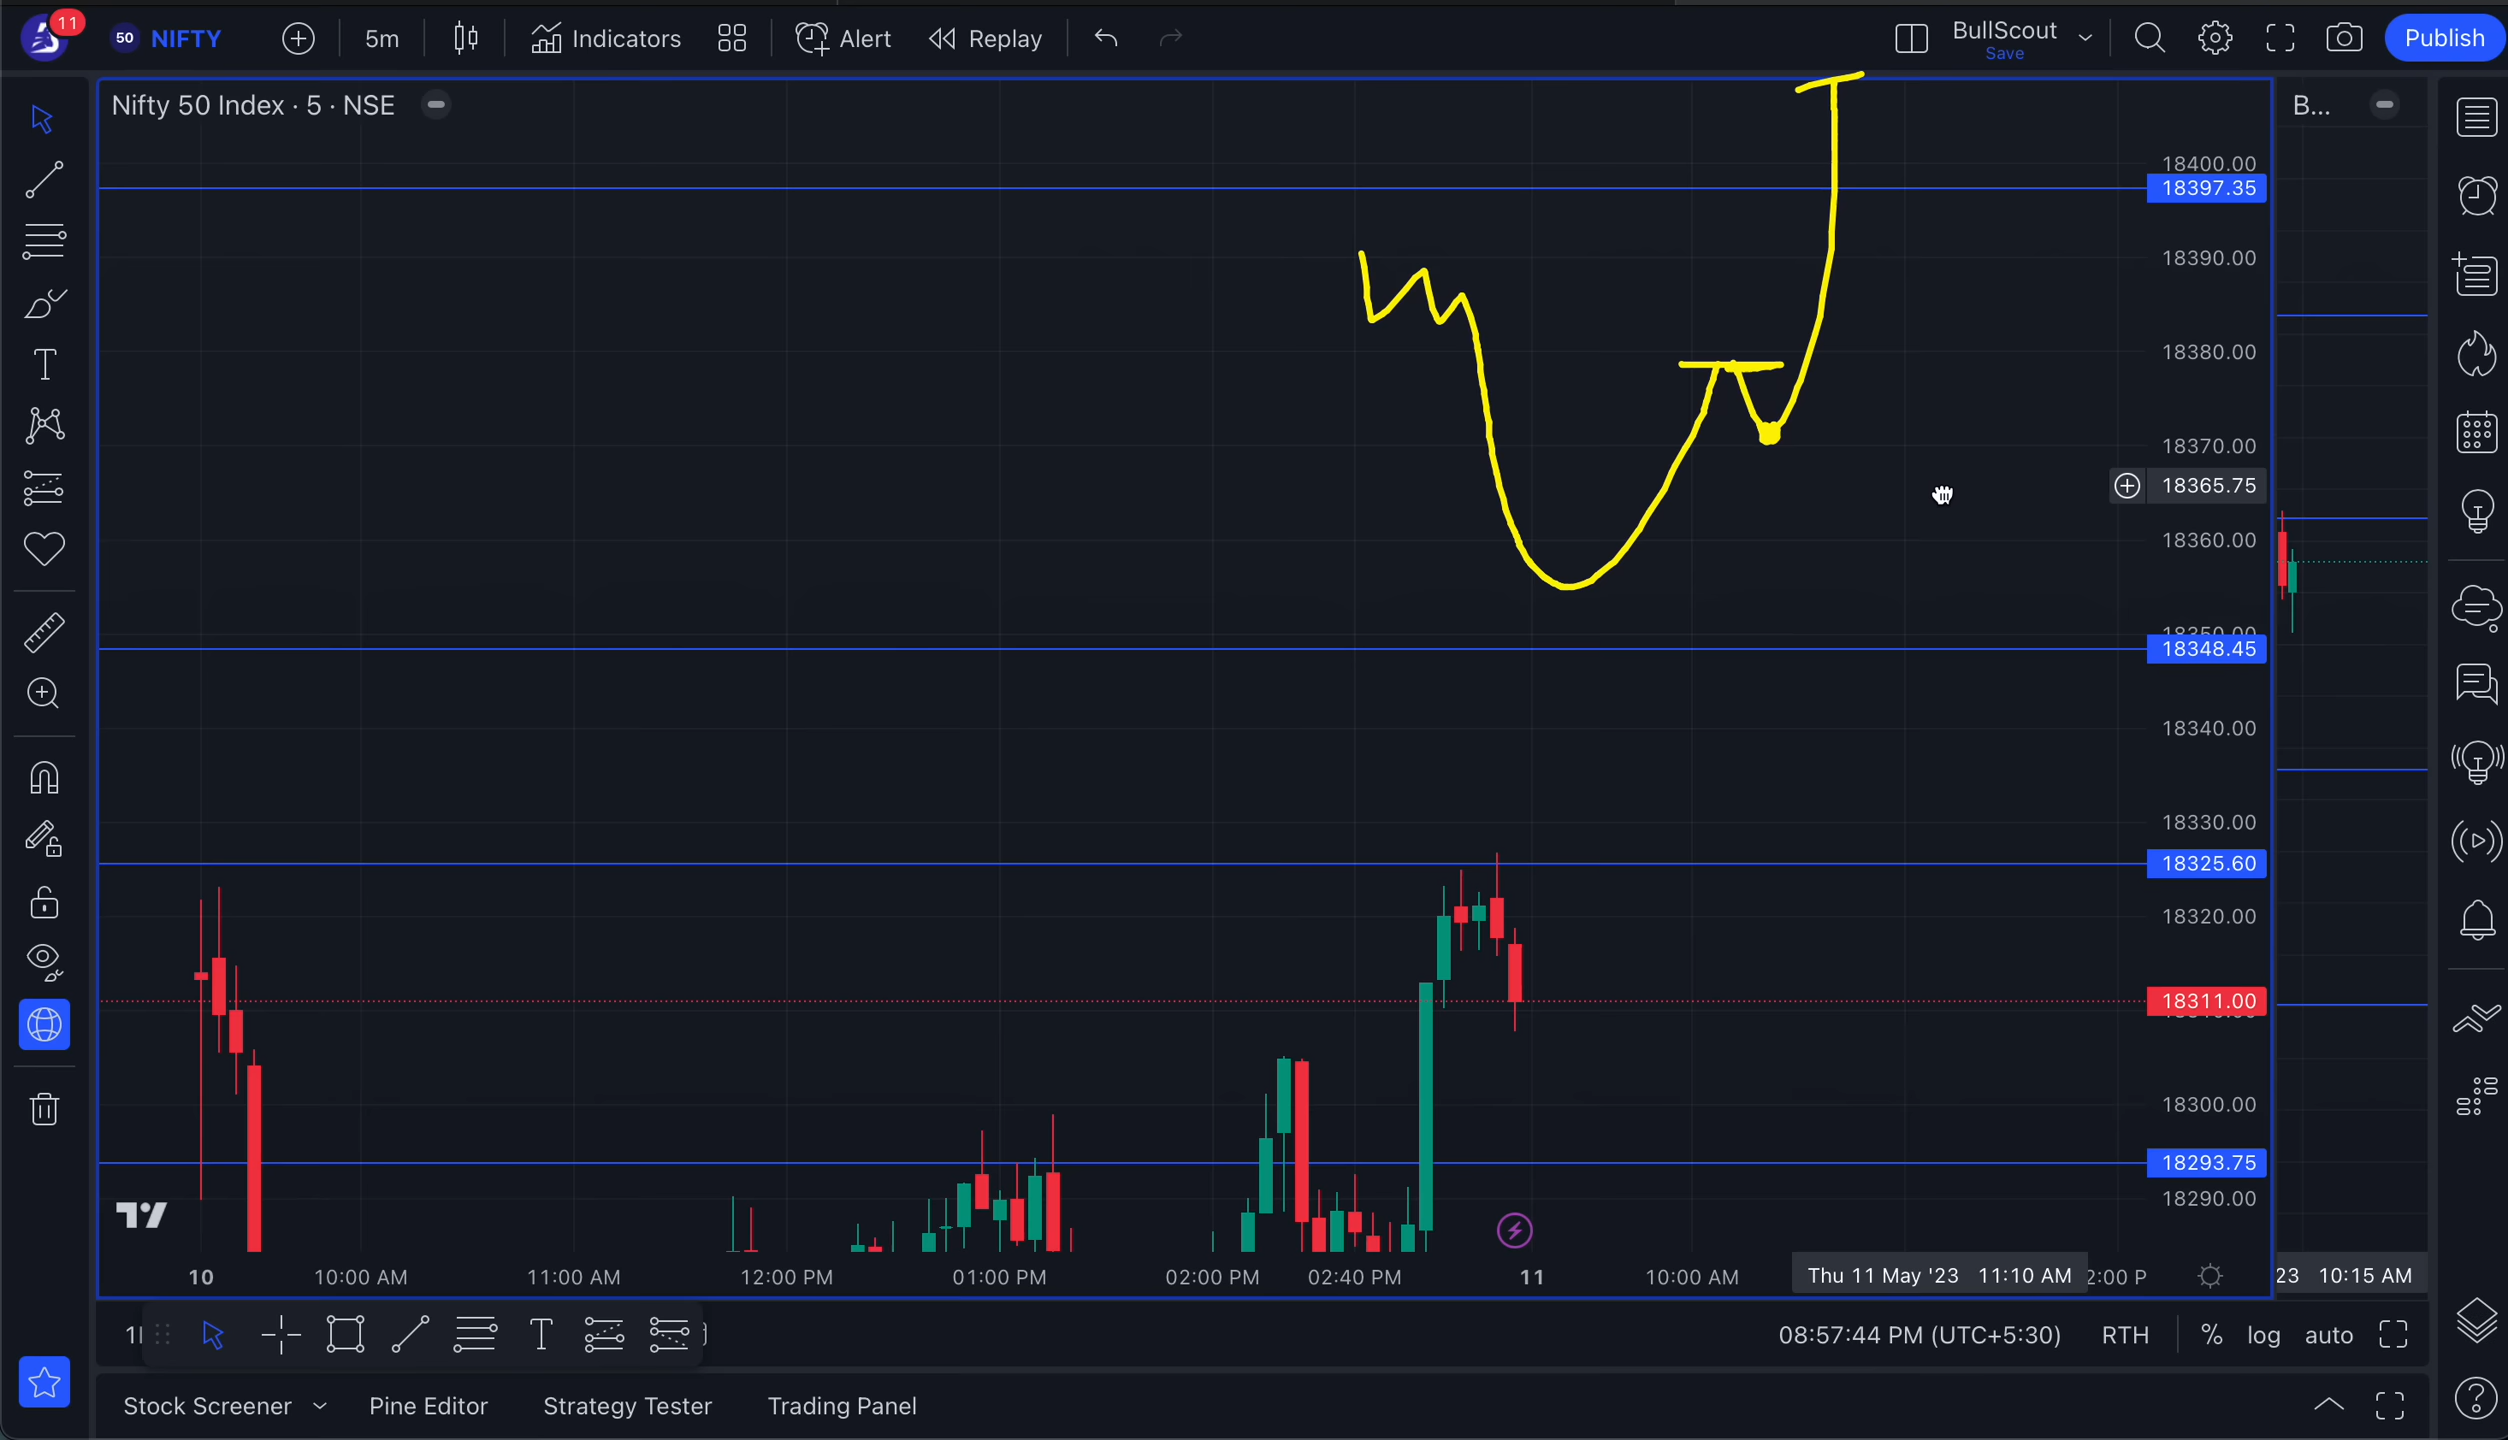 11
50 NIFTY
5m
Indicators
Alert
Replay
BullScout
Save
Publish
Nifty 50 Index · 5 · NSE
B...
18400.00
18397.35
18390.00
18380.00
18370.00
18365.75
18360.00
18350.00
18348.45
18340.00
18330.00
18325.60
18320.00
18311.00
18300.00
18293.75
18290.00
10 10:00 AM 11:00 AM 12:00 PM 01:00 PM 02:00 PM 02:40 PM 11 10:00 AM Thu 11 May '23 11:10 AM 2:00 P
23 10:15 AM
08:57:44 PM (UTC+5:30) RTH % log auto
Stock Screener Pine Editor Strategy Tester Trading Panel